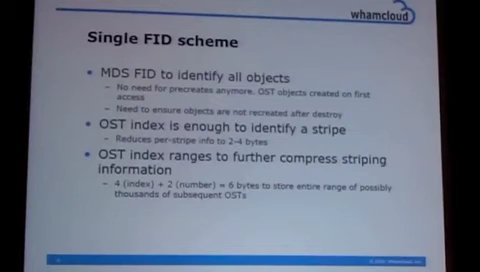 whamcloud
Single FID scheme
• MDS FID to identify all objects
– No need for precreates anymore. OST objects created on first
access
– Need to ensure objects are not recreated after destroy
• OST index is enough to identify a stripe
– Reduces per-stripe info to 2-4 bytes
• OST index ranges to further compress striping
information
– 4 (index) + 2 (number) = 6 bytes to store entire range of possibly
thousands of subsequent OSTs